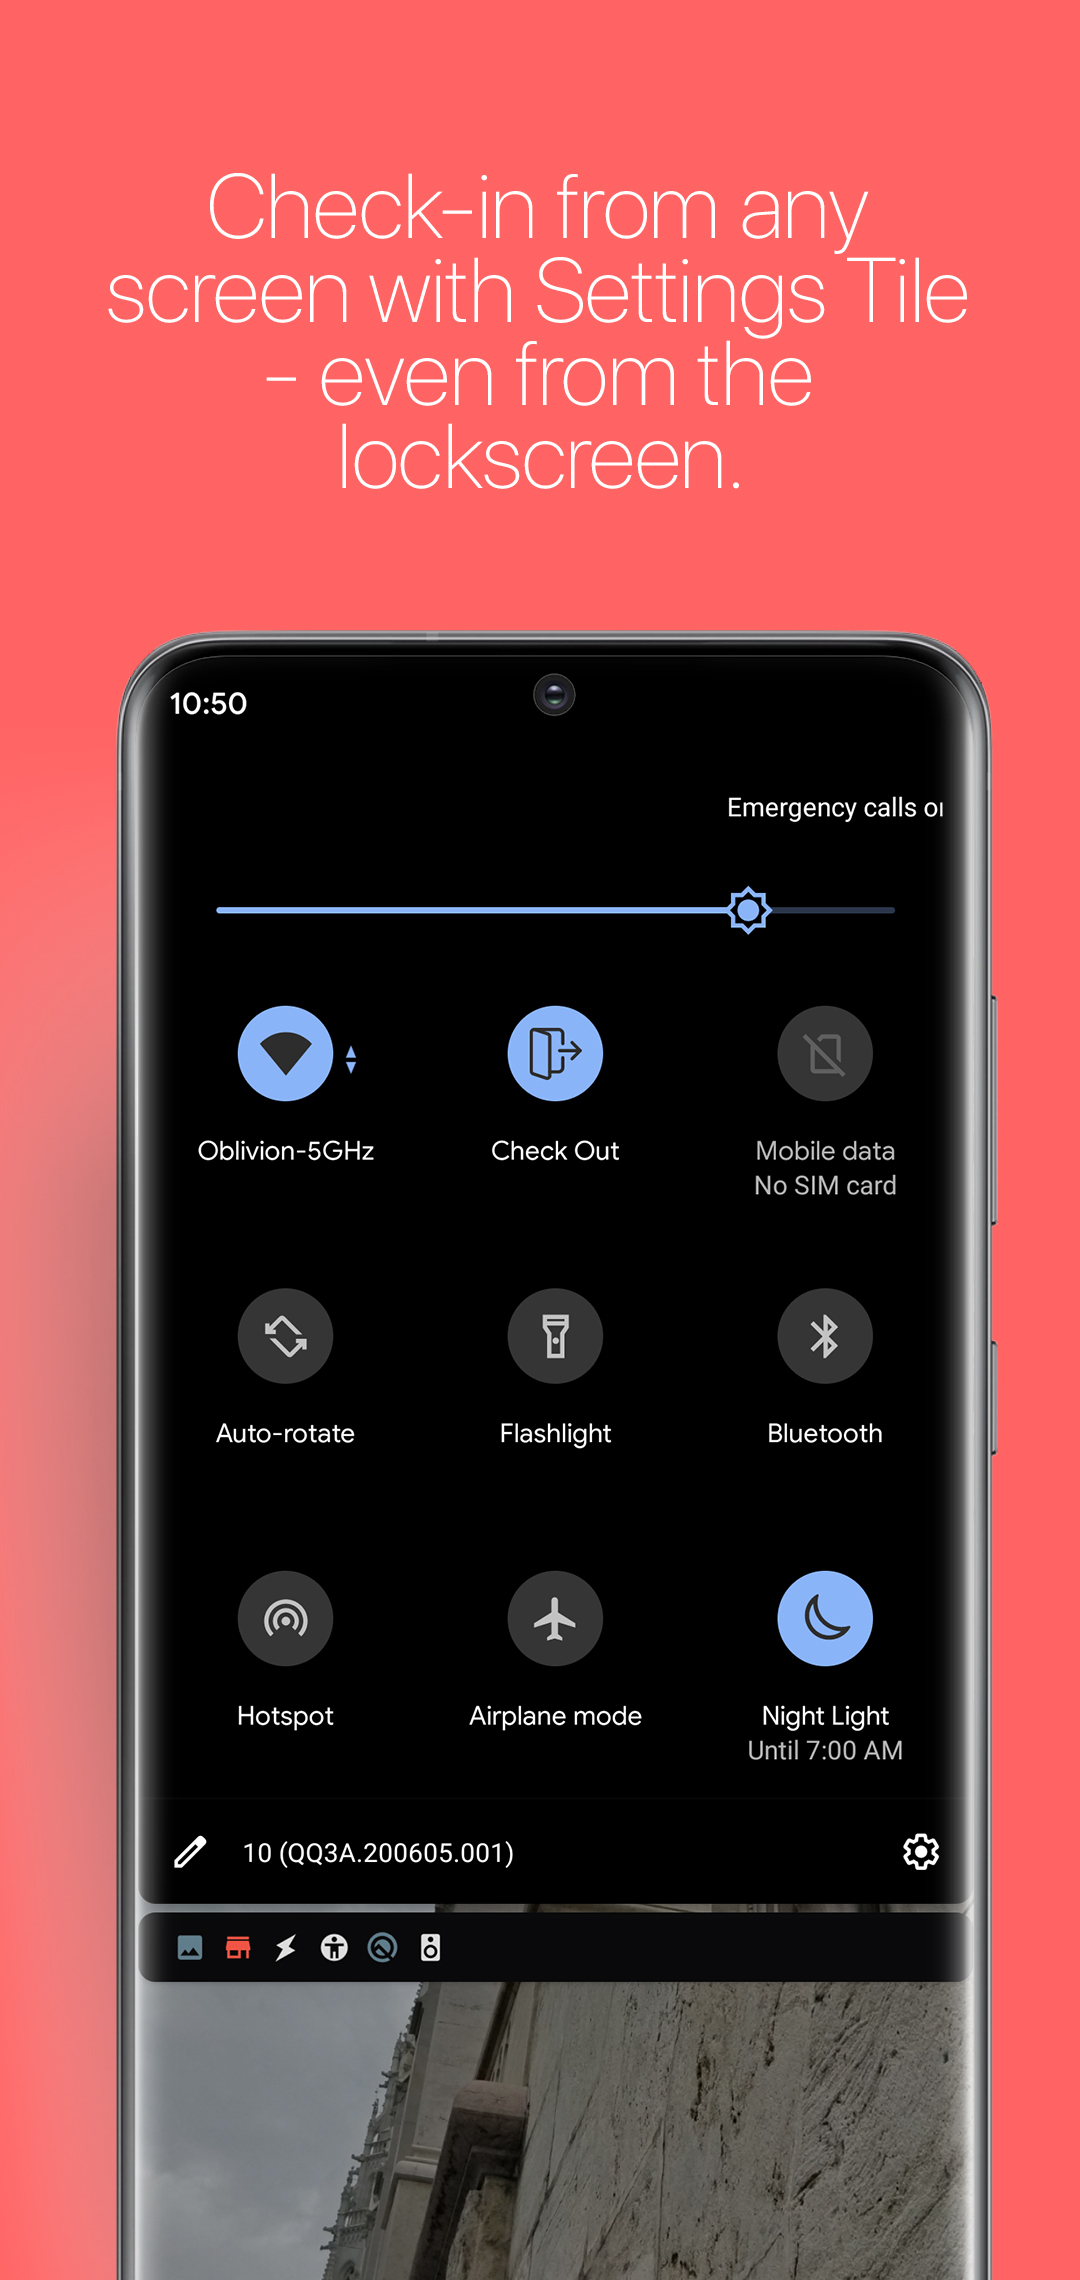 Check-in from any
screen with Settings Tile
- even from the
lockscreen.
10:50
Emergency calls
Oblivion-5GHz
Check Out
Mobile data
No SIM card
Auto-rotate
Flashlight
Bluetooth
Hotspot
Airplane mode
Night Light
Until 7:00 AM
10 (QQ3A.200605.001)